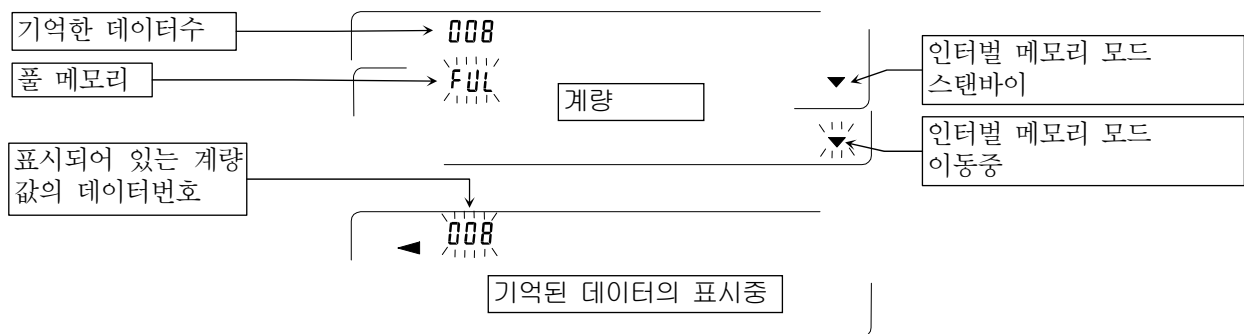 기억한 데이터수
008
풀 메모리
FUL
계량
인터벌 메모리 모드
스탠바이
인터벌 메모리 모드
이동중
표시되어 있는 계량
값의 데이터번호
008
기억된 데이터의 표시중